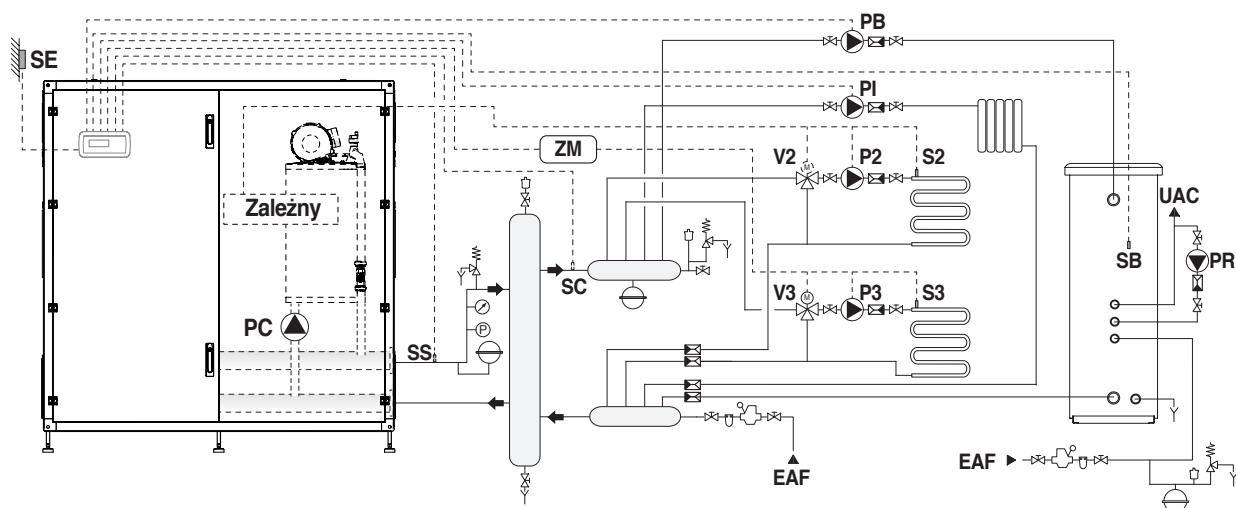 SE
PB
PI
ZM
V2
P2
S2
Zależny
UAC
SB
PR
SC
V3
P3
S3
PC
SS
P
EAF
EAF
M
M